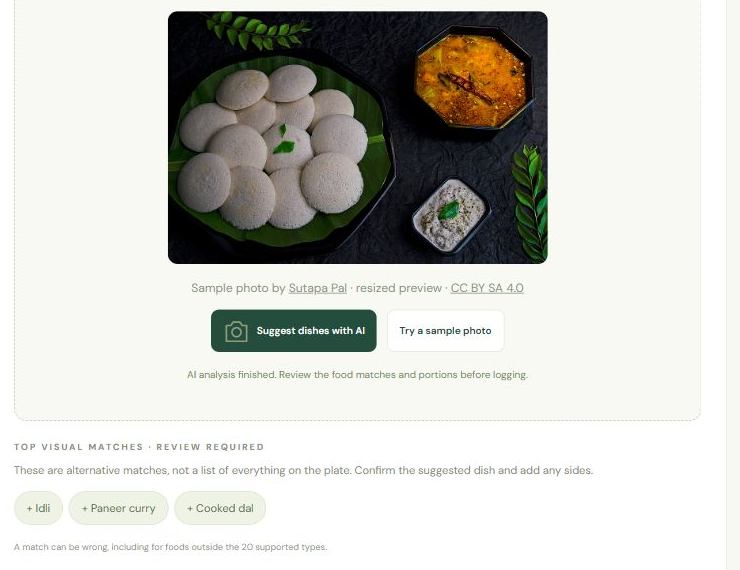 Sample photo by Sutapa Pal · resized preview · CC BY SA 4.0
Suggest dishes with AI
Try a sample photo
AI analysis finished. Review the food matches and portions before logging.
TOP VISUAL MATCHES · REVIEW REQUIRED
These are alternative matches, not a list of everything on the plate. Confirm the suggested dish and add any sides.
+ Idli
+ Paneer curry
+ Cooked dal
A match can be wrong, including for foods outside the 20 supported types.